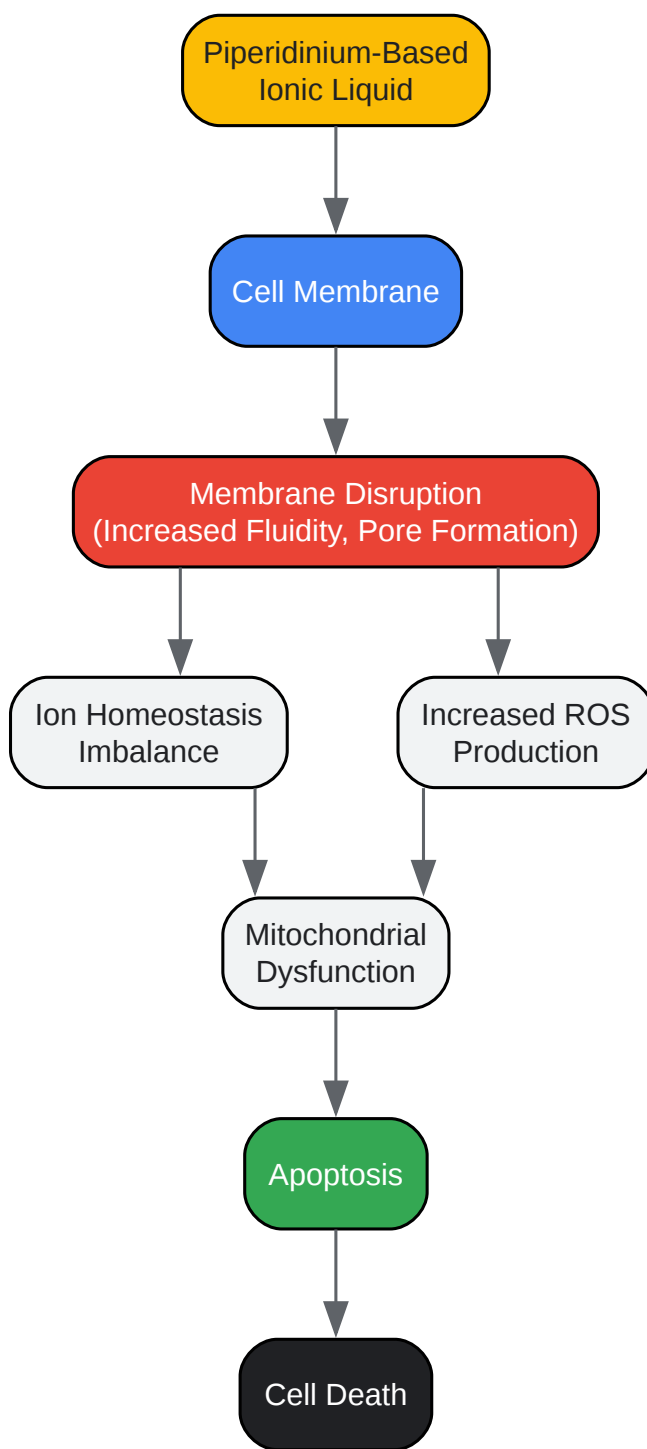 Piperidinium-Based
Ionic Liquid
Cell Membrane
Membrane Disruption
(Increased Fluidity, Pore Formation)
Ion Homeostasis
Imbalance
Increased ROS
Production
Mitochondrial
Dysfunction
Apoptosis
Cell Death